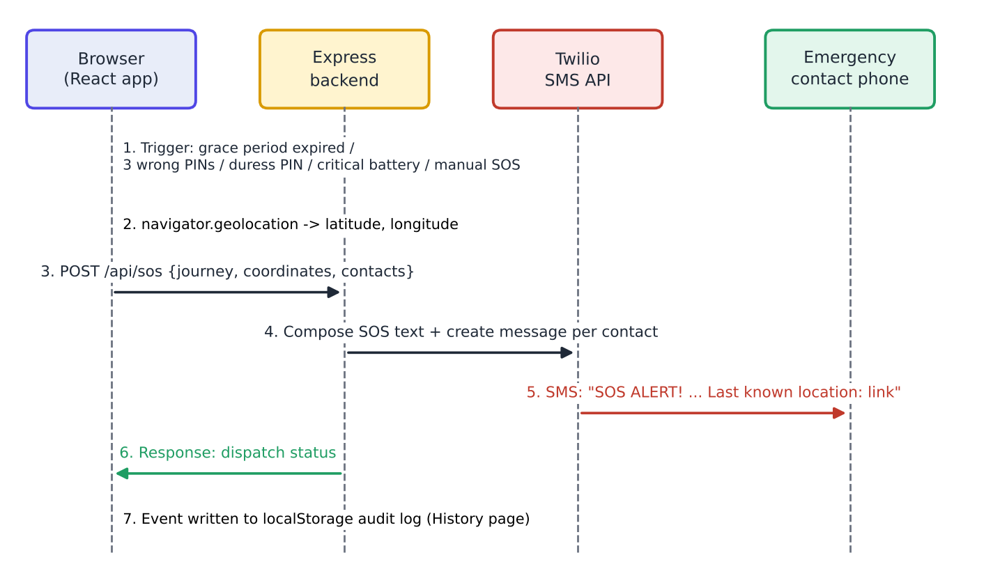 Browser
(React app)
Express
backend
Twilio
SMS API
Emergency
contact phone
1. Trigger: grace period expired /
3 wrong PINs / duress PIN / critical battery / manual SOS
2. navigator.geolocation -> latitude, longitude
3. POST /api/sos {journey, coordinates, contacts}
4. Compose SOS text + create message per contact
5. SMS: "SOS ALERT! ... Last known location: link"
6. Response: dispatch status
7. Event written to localStorage audit log (History page)